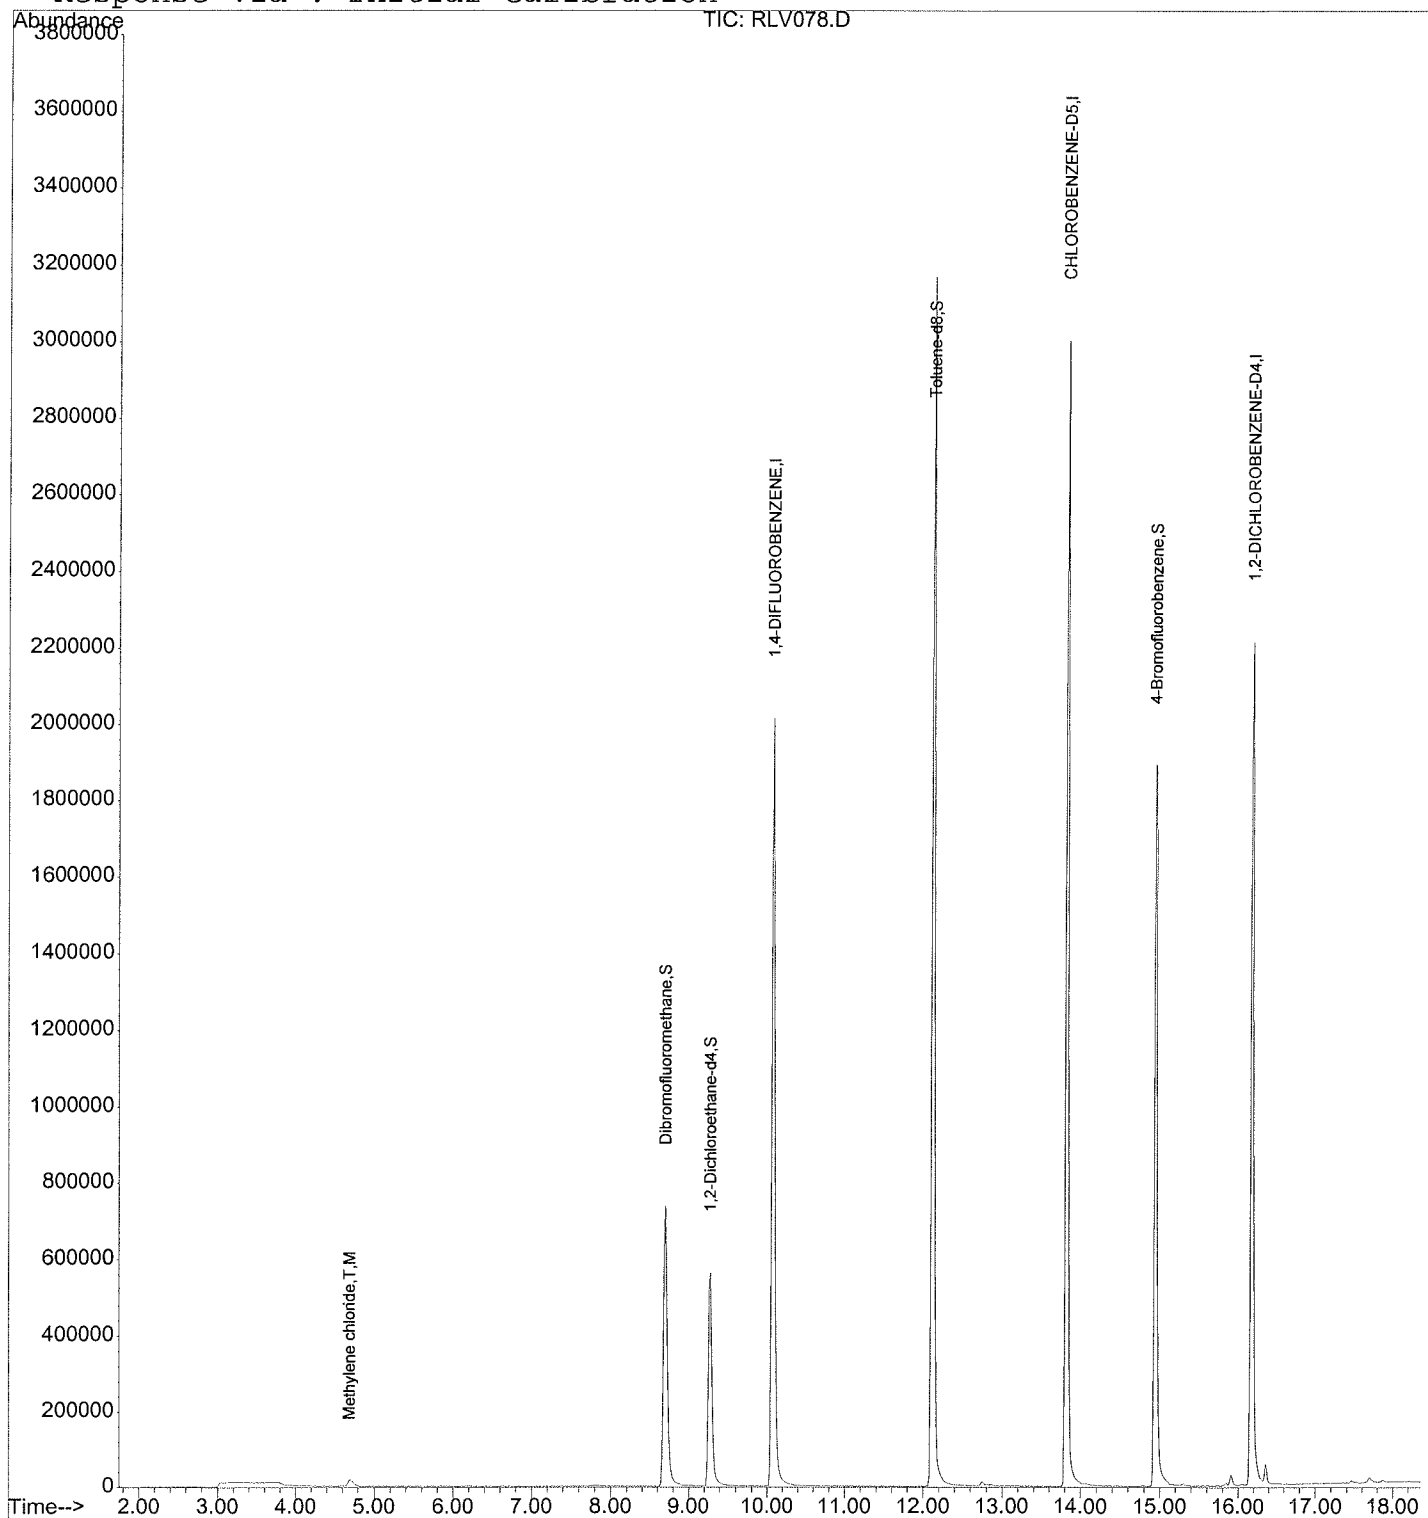 Response via : Initial Calibration
Abundance
TIC: RLV078.D
3800000
3600000
3400000
3200000
3000000
2800000
2600000
2400000
2200000
2000000
1800000
1600000
1400000
1200000
1000000
800000
600000
400000
200000
0
Methylene chloride,T,M
Dibromofluoromethane,S
1,2-Dichloroethane-d4,S
1,4-DIFLUOROBENZENE,I
Toluene-d8,S
CHLOROBENZENE-D5,I
4-Bromofluorobenzene,S
1,2-DICHLOROBENZENE-D4,I
Time--> 2.00 3.00 4.00 5.00 6.00 7.00 8.00 9.00 10.00 11.00 12.00 13.00 14.00 15.00 16.00 17.00 18.00